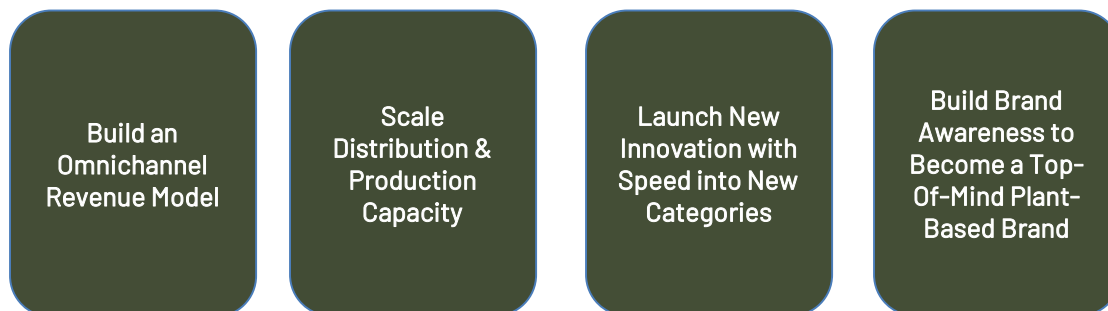 Build an
Omnichannel
Revenue Model
Scale
Distribution &
Production
Capacity
Launch New
Innovation with
Speed into New
Categories
Build Brand
Awareness to
Become a Top-
Of-Mind Plant-
Based Brand